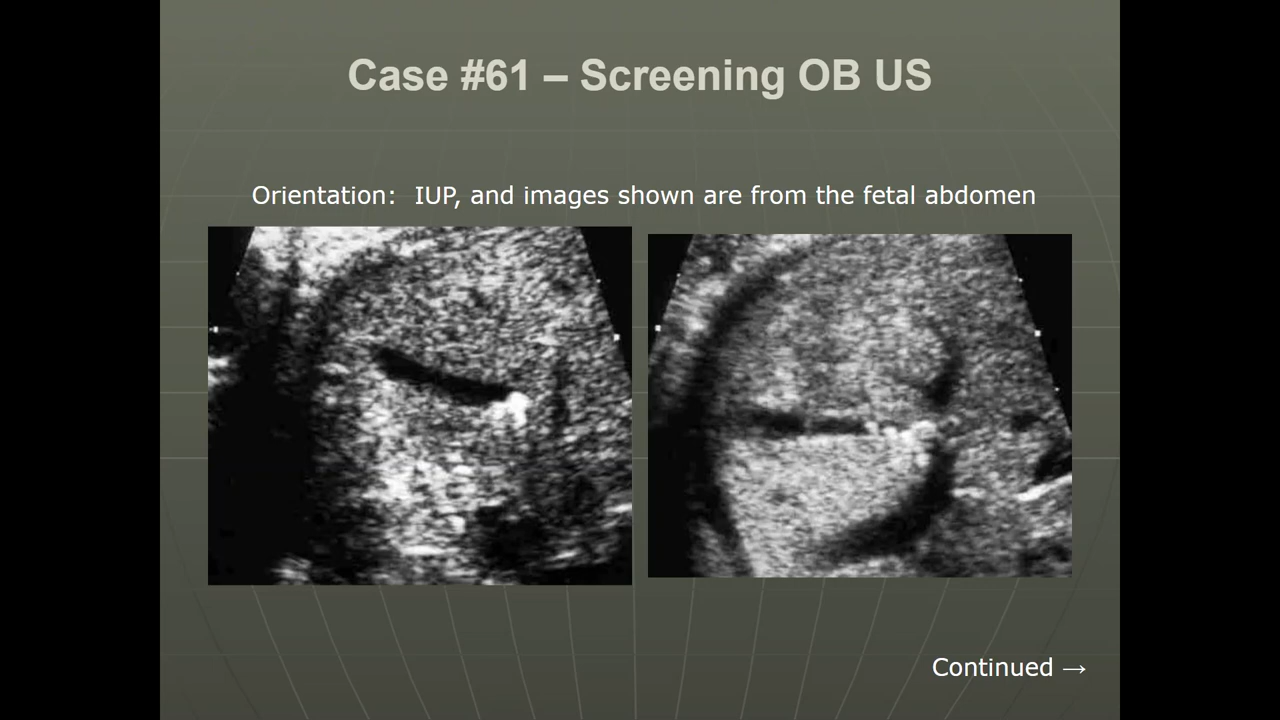 Case #61 – Screening OB US
Orientation:  IUP, and images shown are from the fetal abdomen
Continued →